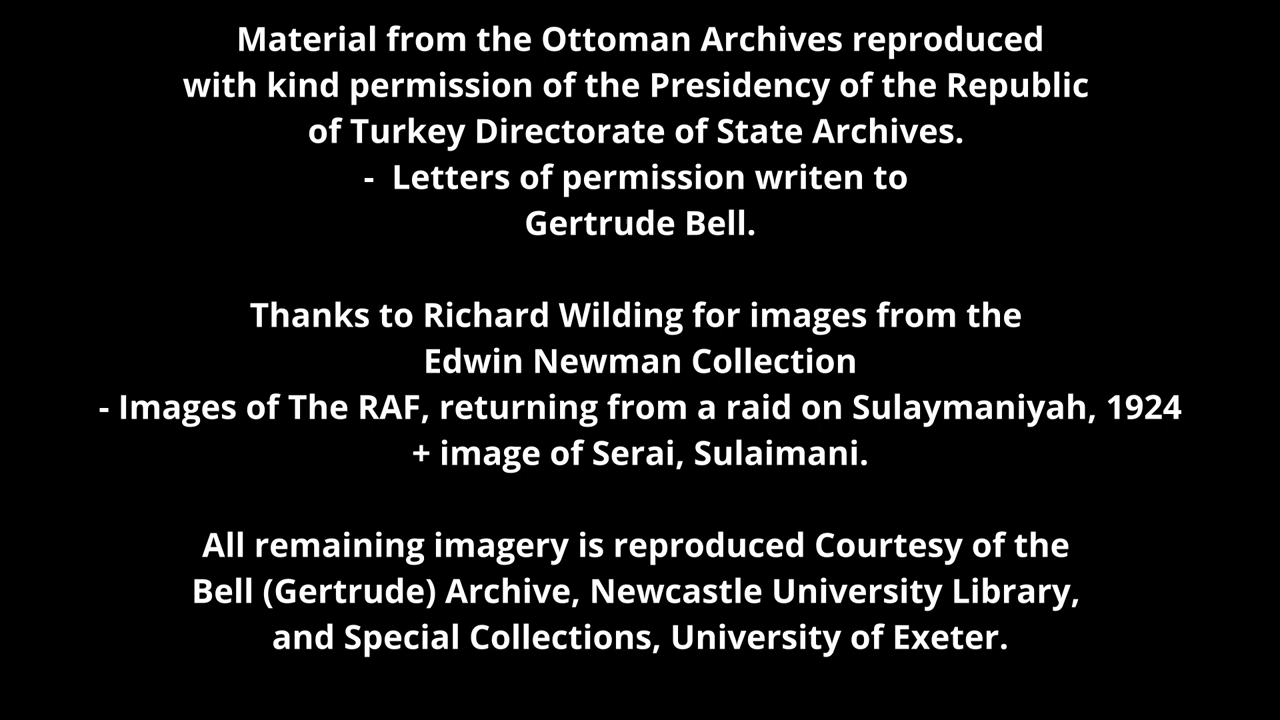 Material from the Ottoman Archives reproduced
with kind permission of the Presidency of the Republic
of Turkey Directorate of State Archives.
- Letters of permission writen to
Gertrude Bell.
Thanks to Richard Wilding for images from the
Edwin Newman Collection
- Images of The RAF, returning from a raid on Sulaymaniyah, 1924
+ image of Serai, Sulaimani.
All remaining imagery is reproduced Courtesy of the
Bell (Gertrude) Archive, Newcastle University Library,
and Special Collections, University of Exeter.